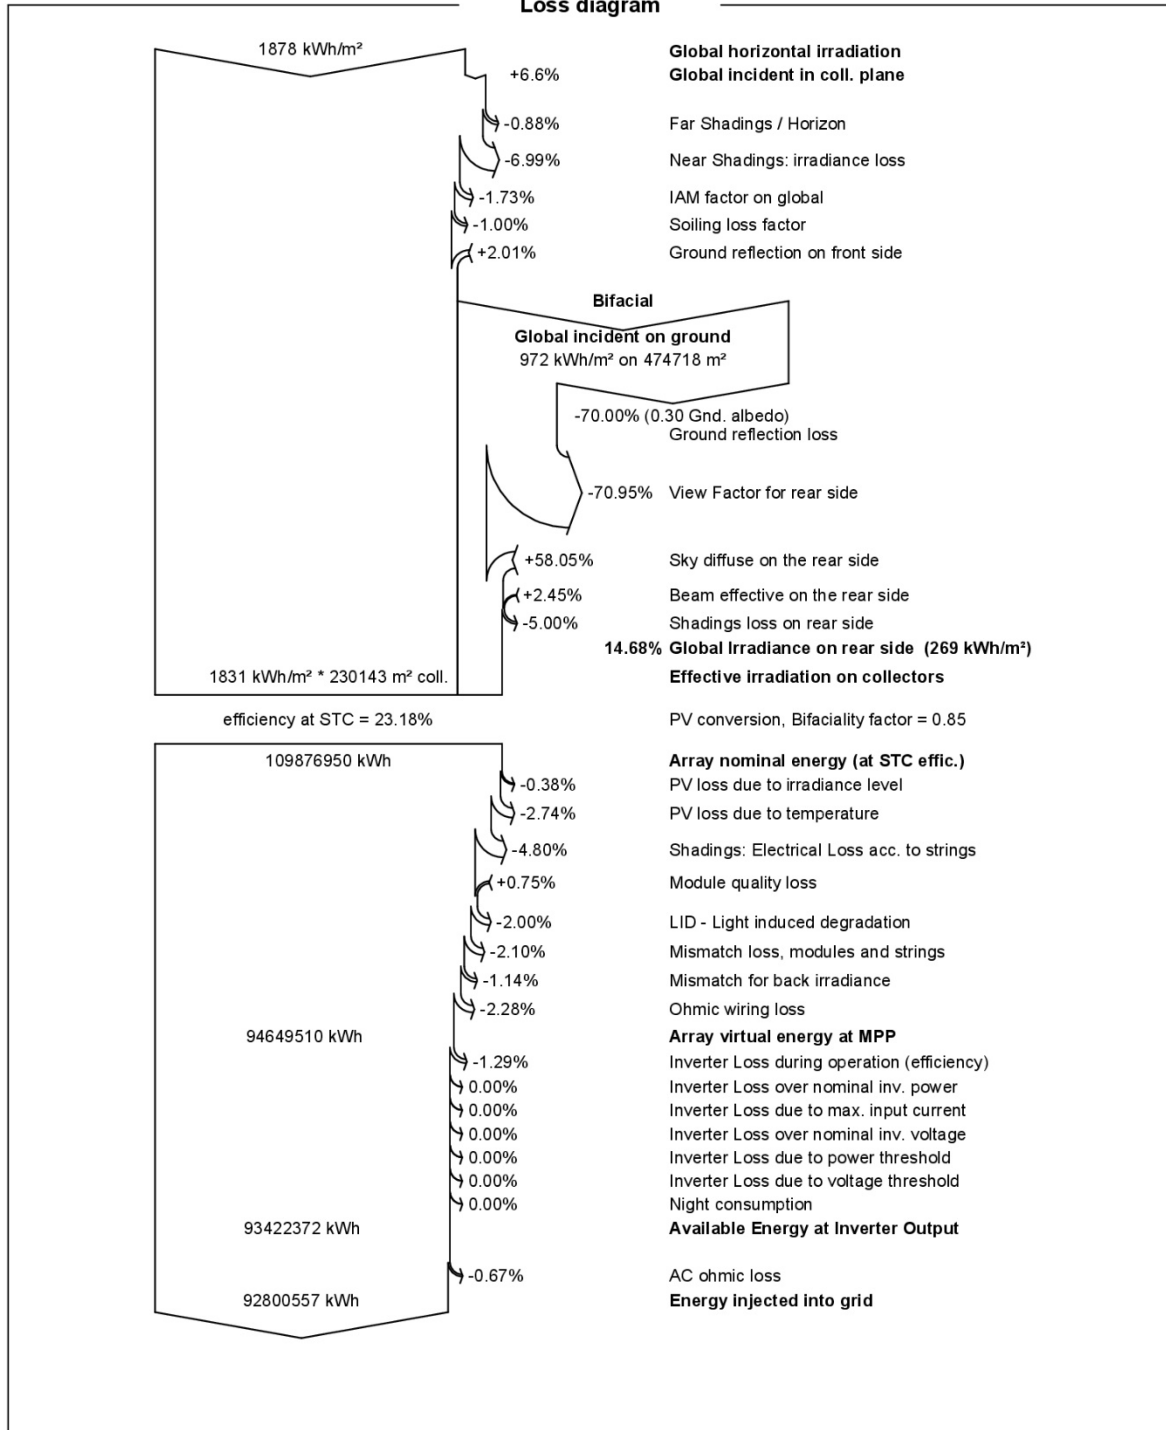 Loss diagram
1878 kWh/m²
Global horizontal irradiation
+6.6% Global incident in coll. plane
-0.88% Far Shadings / Horizon
-6.99% Near Shadings: irradiance loss
-1.73% IAM factor on global
-1.00% Soiling loss factor
+2.01% Ground reflection on front side
Bifacial
Global incident on ground
972 kWh/m² on 474718 m²
-70.00% (0.30 Gnd. albedo)
Ground reflection loss
-70.95% View Factor for rear side
+58.05% Sky diffuse on the rear side
+2.45% Beam effective on the rear side
-5.00% Shadings loss on rear side
14.68% Global Irradiance on rear side (269 kWh/m²)
1831 kWh/m² * 230143 m² coll. Effective irradiation on collectors
efficiency at STC = 23.18% PV conversion, Bifaciality factor = 0.85
109876950 kWh Array nominal energy (at STC effic.)
-0.38% PV loss due to irradiance level
-2.74% PV loss due to temperature
-4.80% Shadings: Electrical Loss acc. to strings
+0.75% Module quality loss
-2.00% LID - Light induced degradation
-2.10% Mismatch loss, modules and strings
-1.14% Mismatch for back irradiance
-2.28% Ohmic wiring loss
94649510 kWh Array virtual energy at MPP
-1.29% Inverter Loss during operation (efficiency)
0.00% Inverter Loss over nominal inv. power
0.00% Inverter Loss due to max. input current
0.00% Inverter Loss over nominal inv. voltage
0.00% Inverter Loss due to power threshold
0.00% Inverter Loss due to voltage threshold
0.00% Night consumption
93422372 kWh Available Energy at Inverter Output
-0.67% AC ohmic loss
92800557 kWh Energy injected into grid